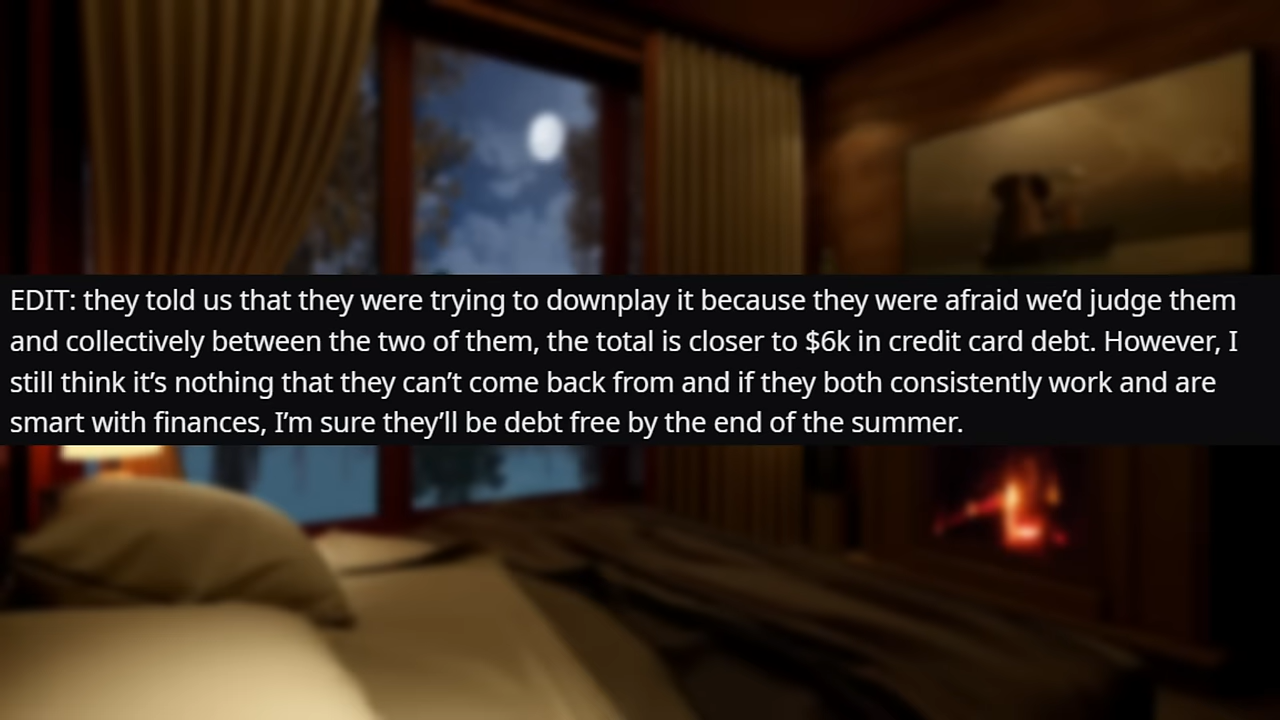 EDIT: they told us that they were trying to downplay it because they were afraid we’d judge them
and collectively between the two of them, the total is closer to $6k in credit card debt. However, I
still think it’s nothing that they can’t come back from and if they both consistently work and are
smart with finances, I’m sure they’ll be debt free by the end of the summer.